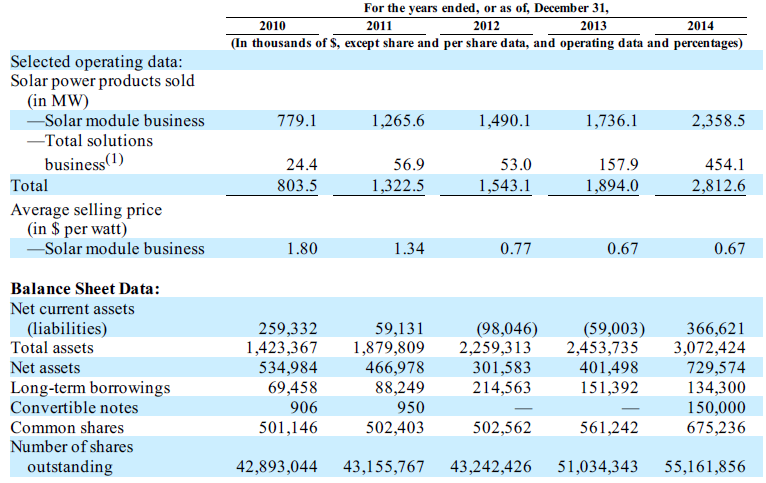 For the years ended, or as of, December 31,
2010 2011 2012 2013 2014
(In thousands of $, except share and per share data, and operating data and percentages)
Selected operating data:
Solar power products sold
(in MW)
—Solar module business 779.1 1,265.6 1,490.1 1,736.1 2,358.5
—Total solutions
business(1) 24.4 56.9 53.0 157.9 454.1
Total 803.5 1,322.5 1,543.1 1,894.0 2,812.6
Average selling price
(in $ per watt)
—Solar module business 1.80 1.34 0.77 0.67 0.67
Balance Sheet Data:
Net current assets
(liabilities) 259,332 59,131 (98,046) (59,003) 366,621
Total assets 1,423,367 1,879,809 2,259,313 2,453,735 3,072,424
Net assets 534,984 466,978 301,583 401,498 729,574
Long-term borrowings 69,458 88,249 214,563 151,392 134,300
Convertible notes 906 950 — — 150,000
Common shares 501,146 502,403 502,562 561,242 675,236
Number of shares
outstanding 42,893,044 43,155,767 43,242,426 51,034,343 55,161,856